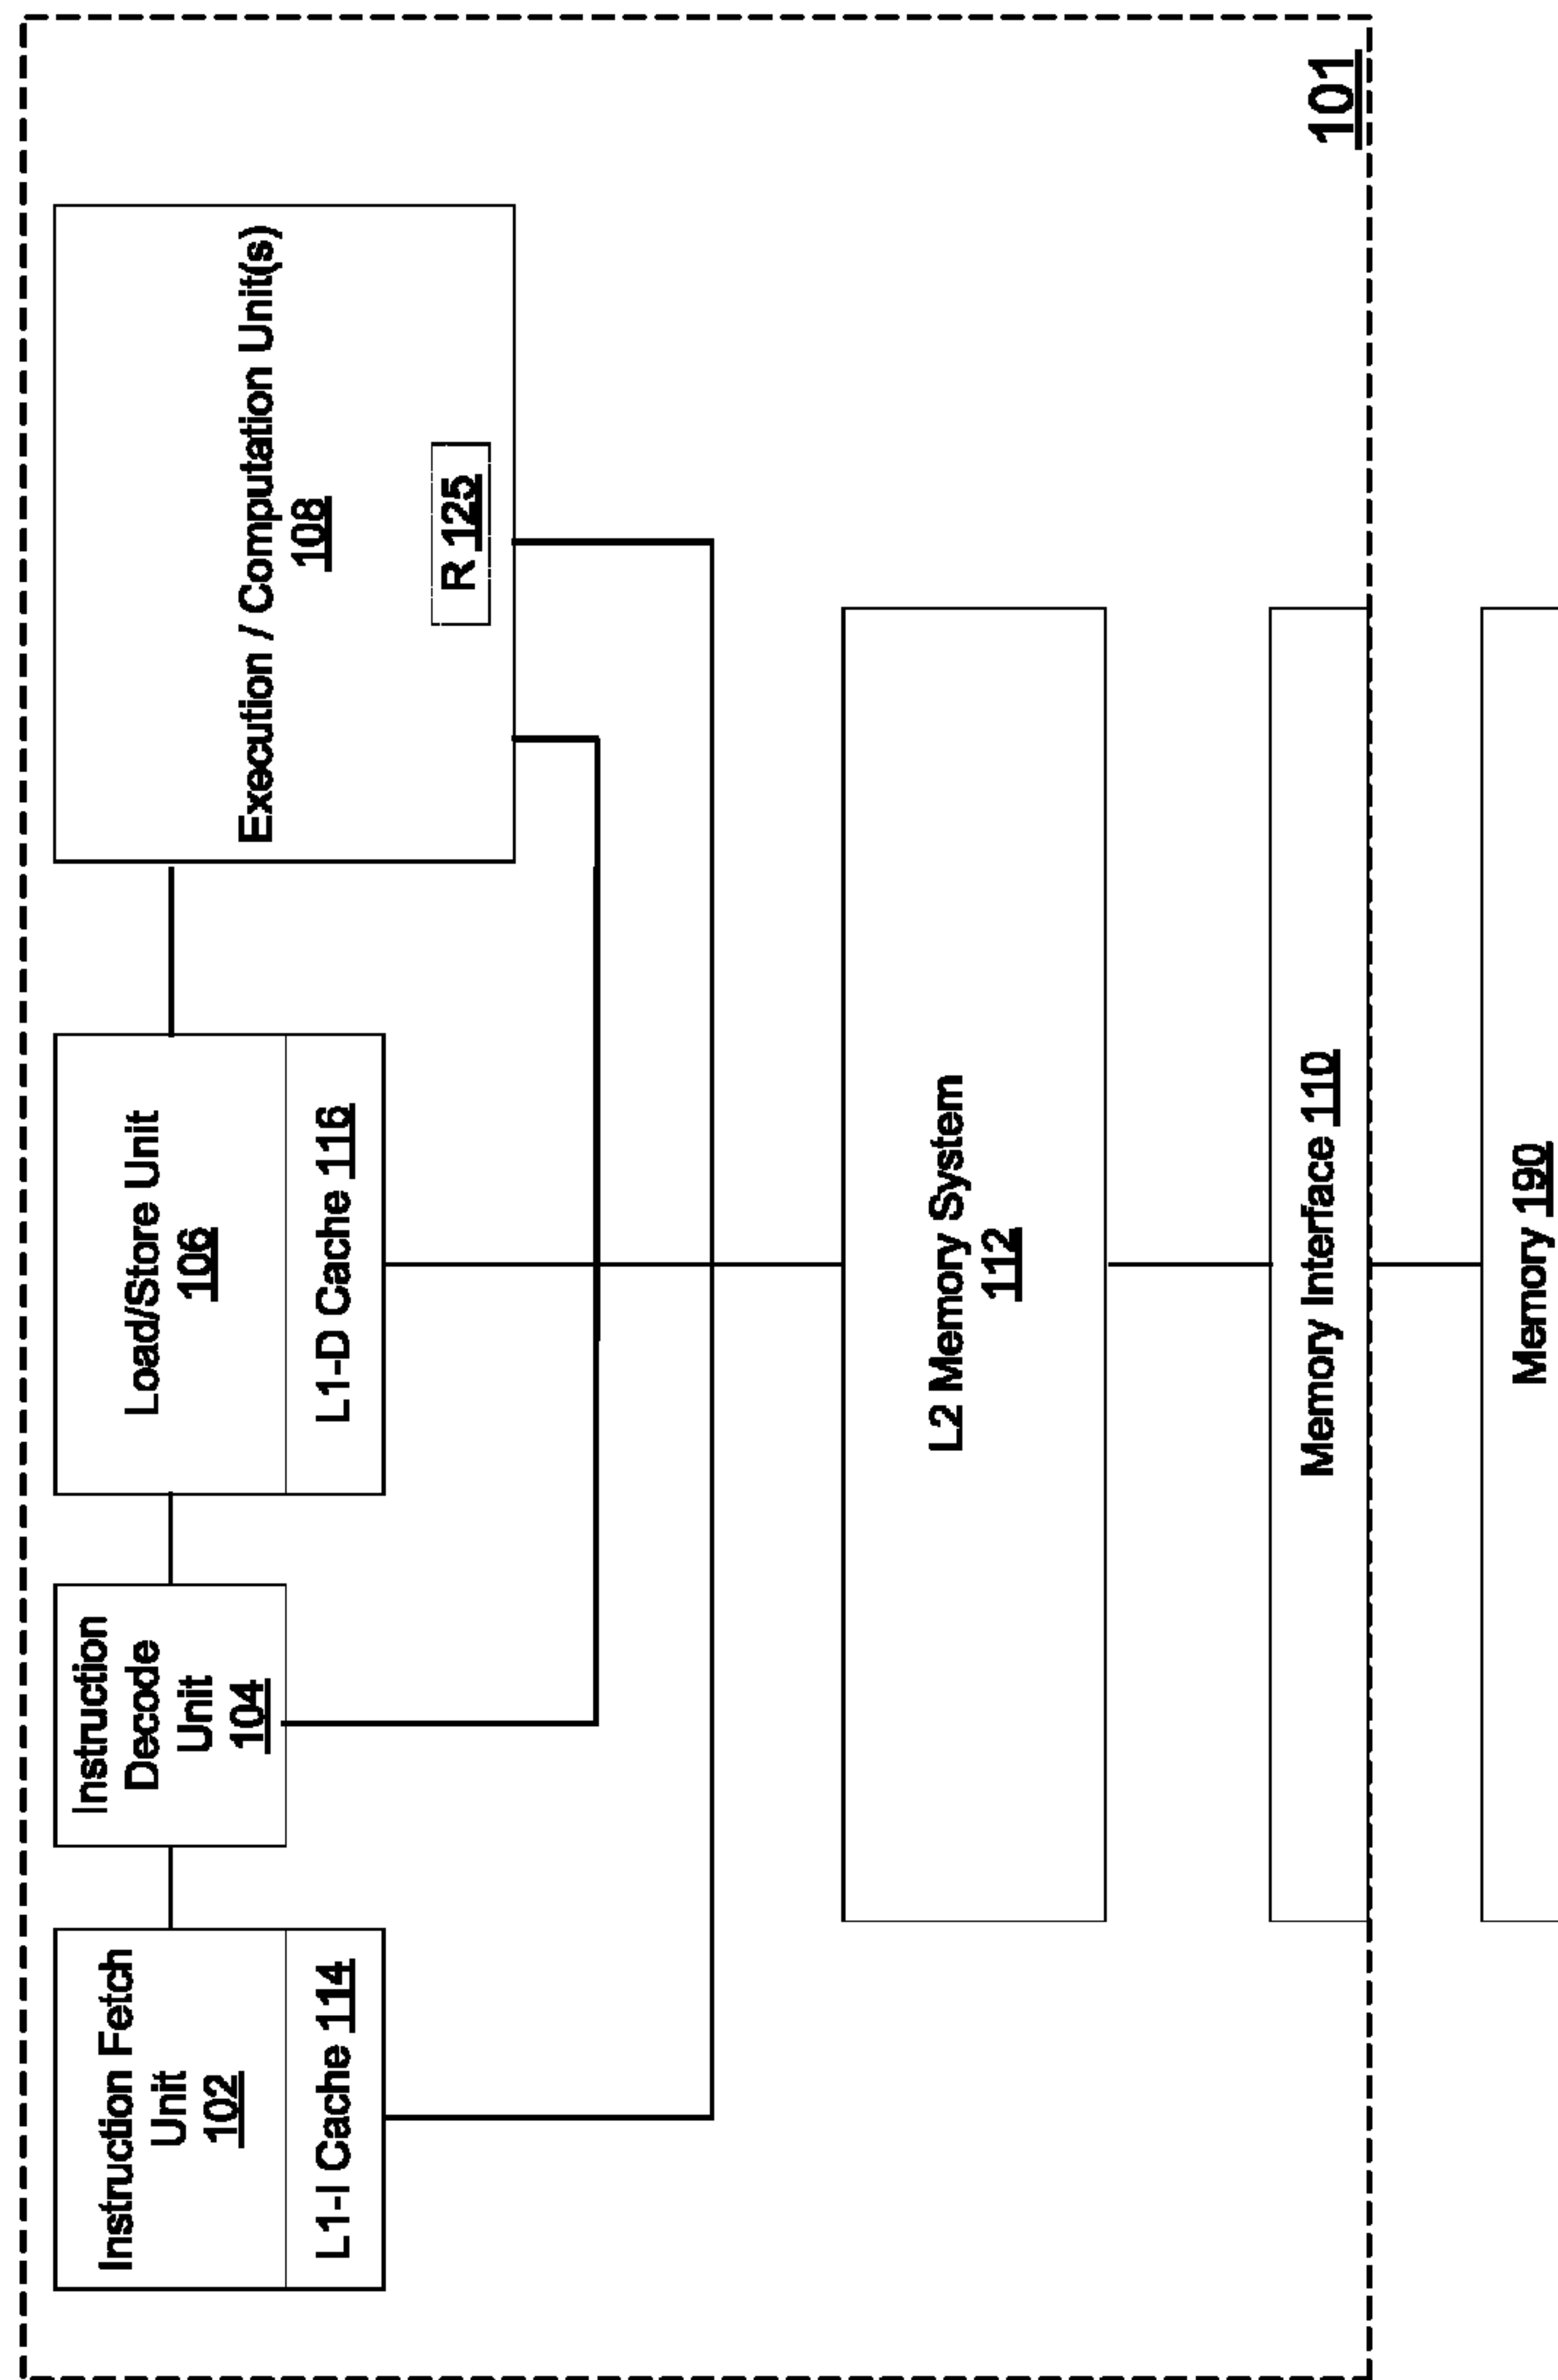 Instruction Fetch
Unit
102
L1-I Cache 114
Instruction
Decode
Unit
104
Load/Store Unit
106
L1-D Cache 116
Execution / Computation Unit(s)
108
R 125
L2 Memory System
112
Memory Interface 110
101
Memory 190